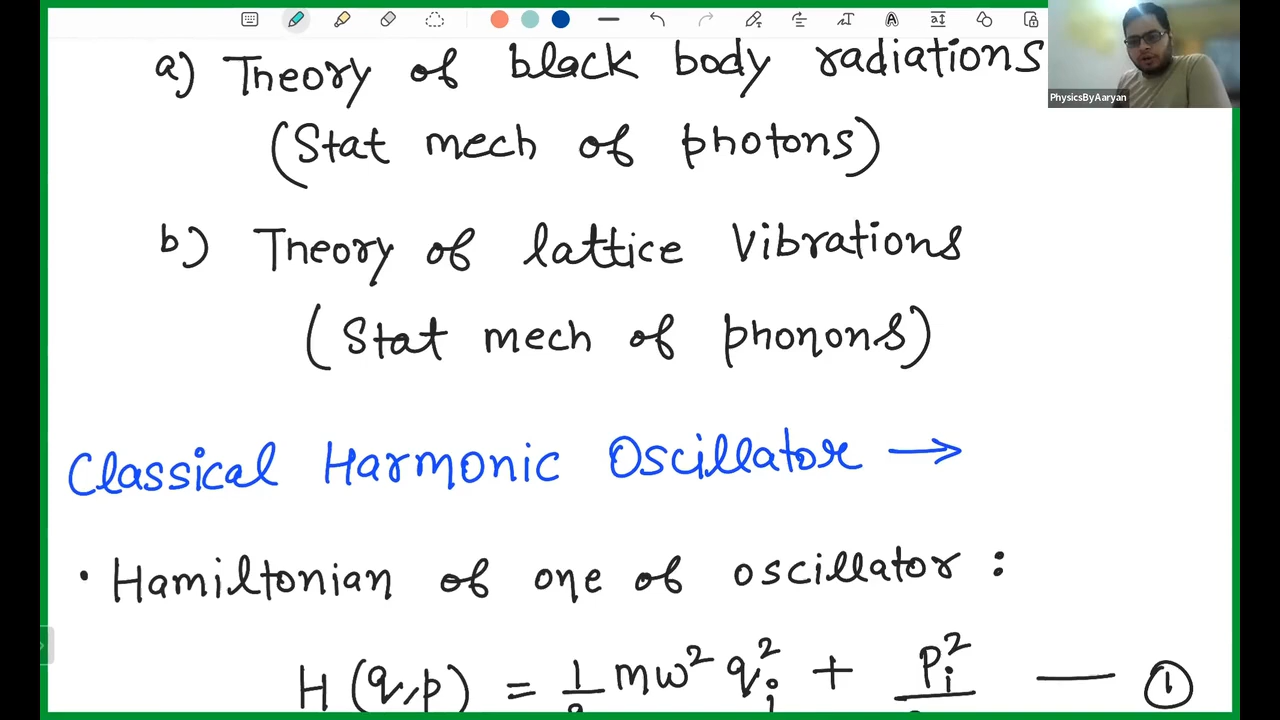 a) Theory of black body radiations
PhysicsByAaryan
(Stat mech of photons)
b) Theory of lattice Vibrations
(Stat mech of phonons)
Classical Harmonic Oscillator →
• Hamiltonian of one of oscillator :
H (q,p) = 1/2 mω² qᵢ² + pᵢ² — ①